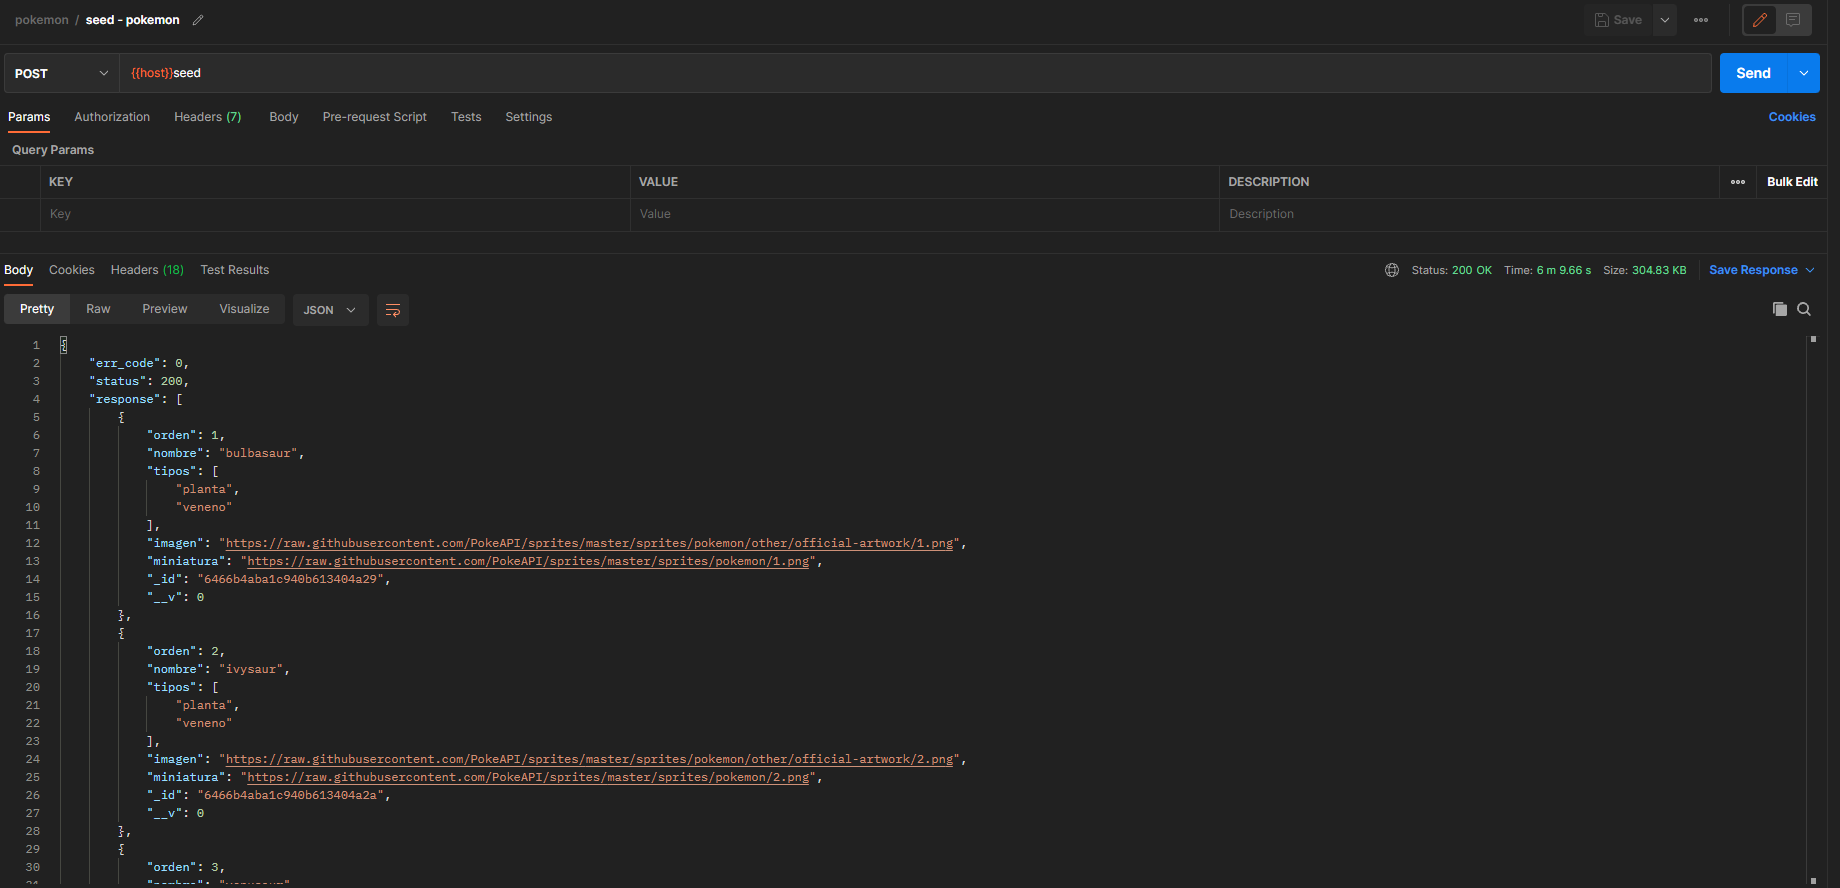 pokemon / seed - pokemon
Save
POST {{host}}seed Send
Params Authorization Headers (7) Body Pre-request Script Tests Settings Cookies
Query Params
KEY VALUE DESCRIPTION Bulk Edit
Key Value Description
Body Cookies Headers (18) Test Results Status: 200 OK Time: 6 m 9.66 s Size: 304.83 KB Save Response
Pretty Raw Preview Visualize JSON
1 {
2 "err_code": 0,
3 "status": 200,
4 "response": [
5 {
6 "orden": 1,
7 "nombre": "bulbasaur",
8 "tipos": [
9 "planta",
10 "veneno"
11 ],
12 "imagen": "https://raw.githubusercontent.com/PokeAPI/sprites/master/sprites/pokemon/other/official-artwork/1.png",
13 "miniatura": "https://raw.githubusercontent.com/PokeAPI/sprites/master/sprites/pokemon/1.png",
14 "_id": "6466b4aba1c940b613404a29",
15 "__v": 0
16 },
17 {
18 "orden": 2,
19 "nombre": "ivysaur",
20 "tipos": [
21 "planta",
22 "veneno"
23 ],
24 "imagen": "https://raw.githubusercontent.com/PokeAPI/sprites/master/sprites/pokemon/other/official-artwork/2.png",
25 "miniatura": "https://raw.githubusercontent.com/PokeAPI/sprites/master/sprites/pokemon/2.png",
26 "_id": "6466b4aba1c940b613404a2a",
27 "__v": 0
28 },
29 {
30 "orden": 3,